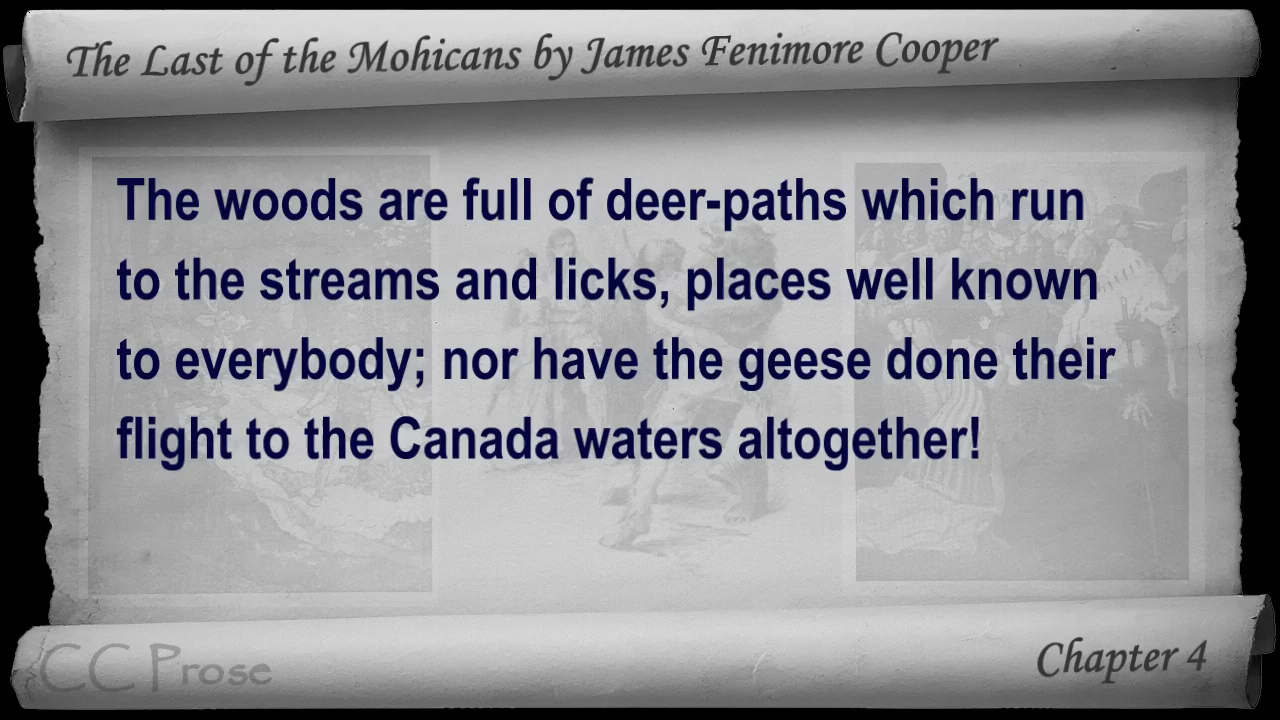 The Last of the Mohicans by James Fenimore Cooper
The woods are full of deer-paths which run
to the streams and licks, places well known
to everybody; nor have the geese done their
flight to the Canada waters altogether!
CC Prose
Chapter 4